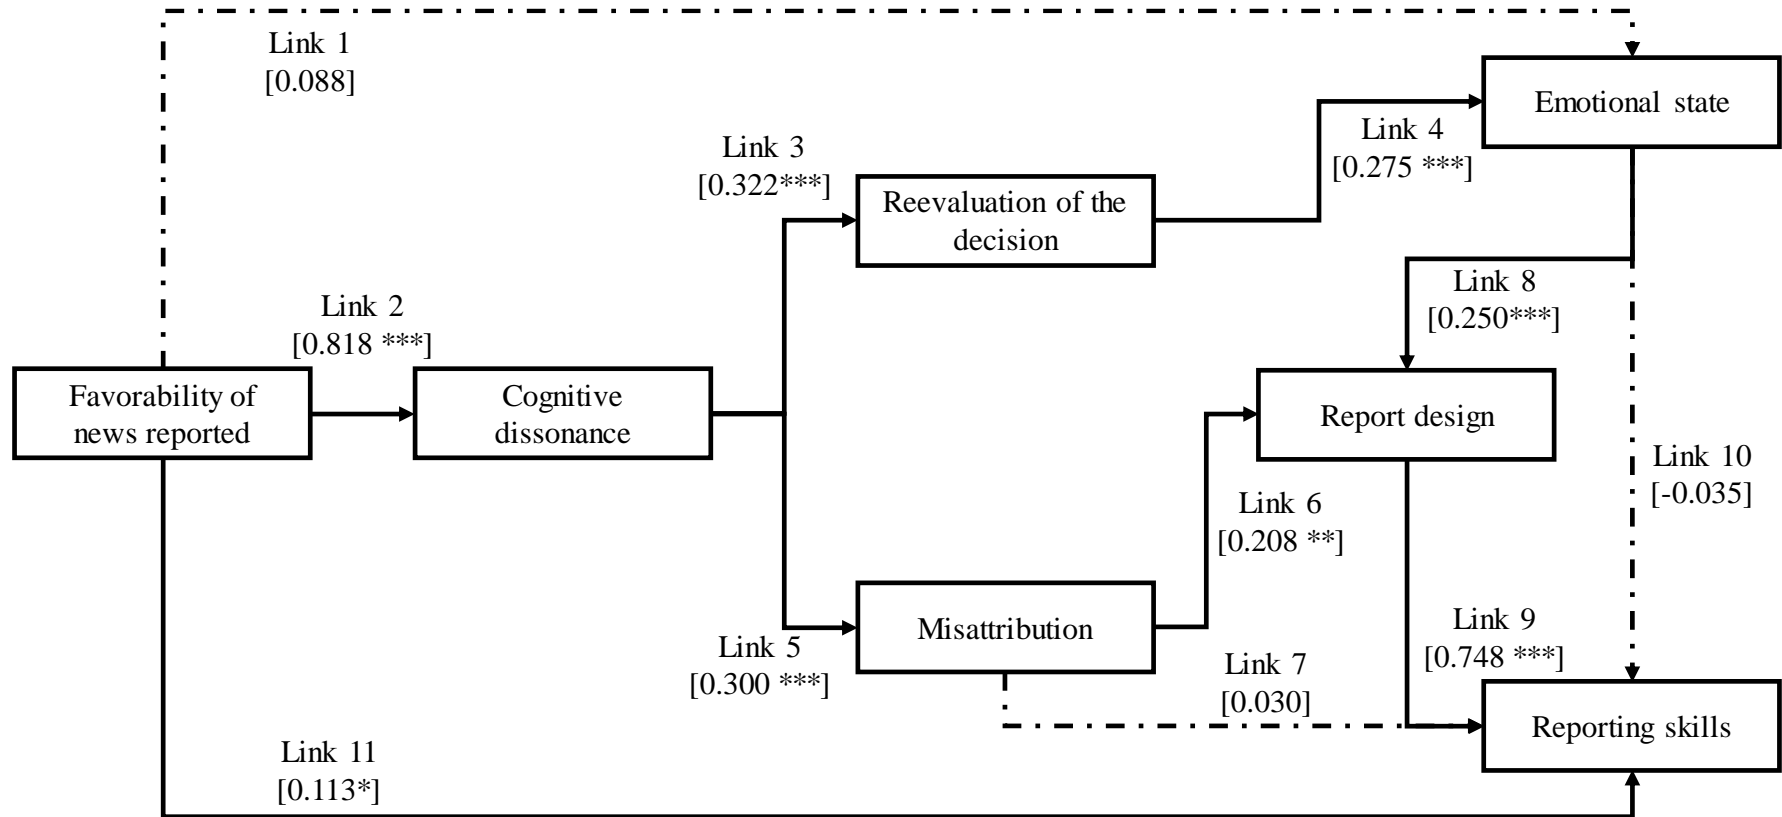 Link 1
[0.088]
Emotional state
Link 4
[0.275 ***]
Link 3
[0.322***]
Reevaluation of the
decision
Link 8
[0.250***]
Link 2
[0.818 ***]
Favorability of
news reported
Cognitive
dissonance
Report design
Link 10
[-0.035]
Link 6
[0.208 **]
Misattribution
Link 5
[0.300 ***]
Link 7
[0.030]
Link 9
[0.748 ***]
Reporting skills
Link 11
[0.113*]